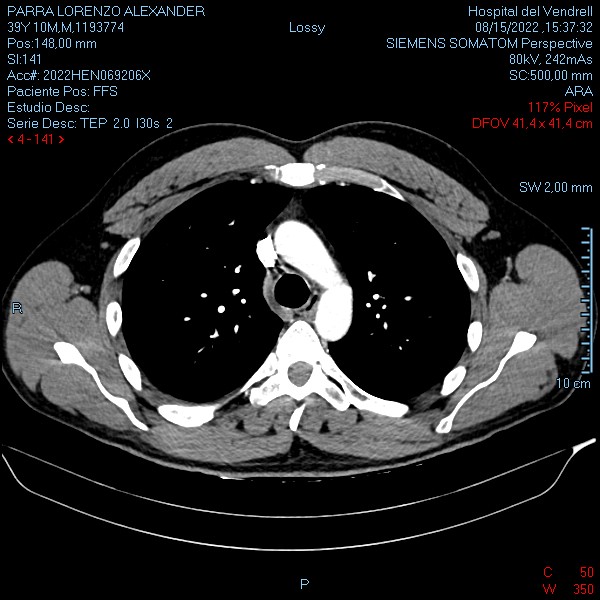 PARRA LORENZO ALEXANDER
39Y 10M,M,1193774
Pos:148,00 mm
SI:141
Acc#: 2022HEN069206X
Paciente Pos: FFS
Estudio Desc:
Serie Desc: TEP 2.0 I30s 2
< 4 - 141 >
Lossy
Hospital del Vendrell
08/15/2022 ,15:37:32
SIEMENS SOMATOM Perspective
80kV, 242mAs
SC:500,00 mm
ARA
117% Pixel
DFOV 41,4 x 41,4 cm
SW 2,00 mm
R
10 cm
P
C 50
W 350